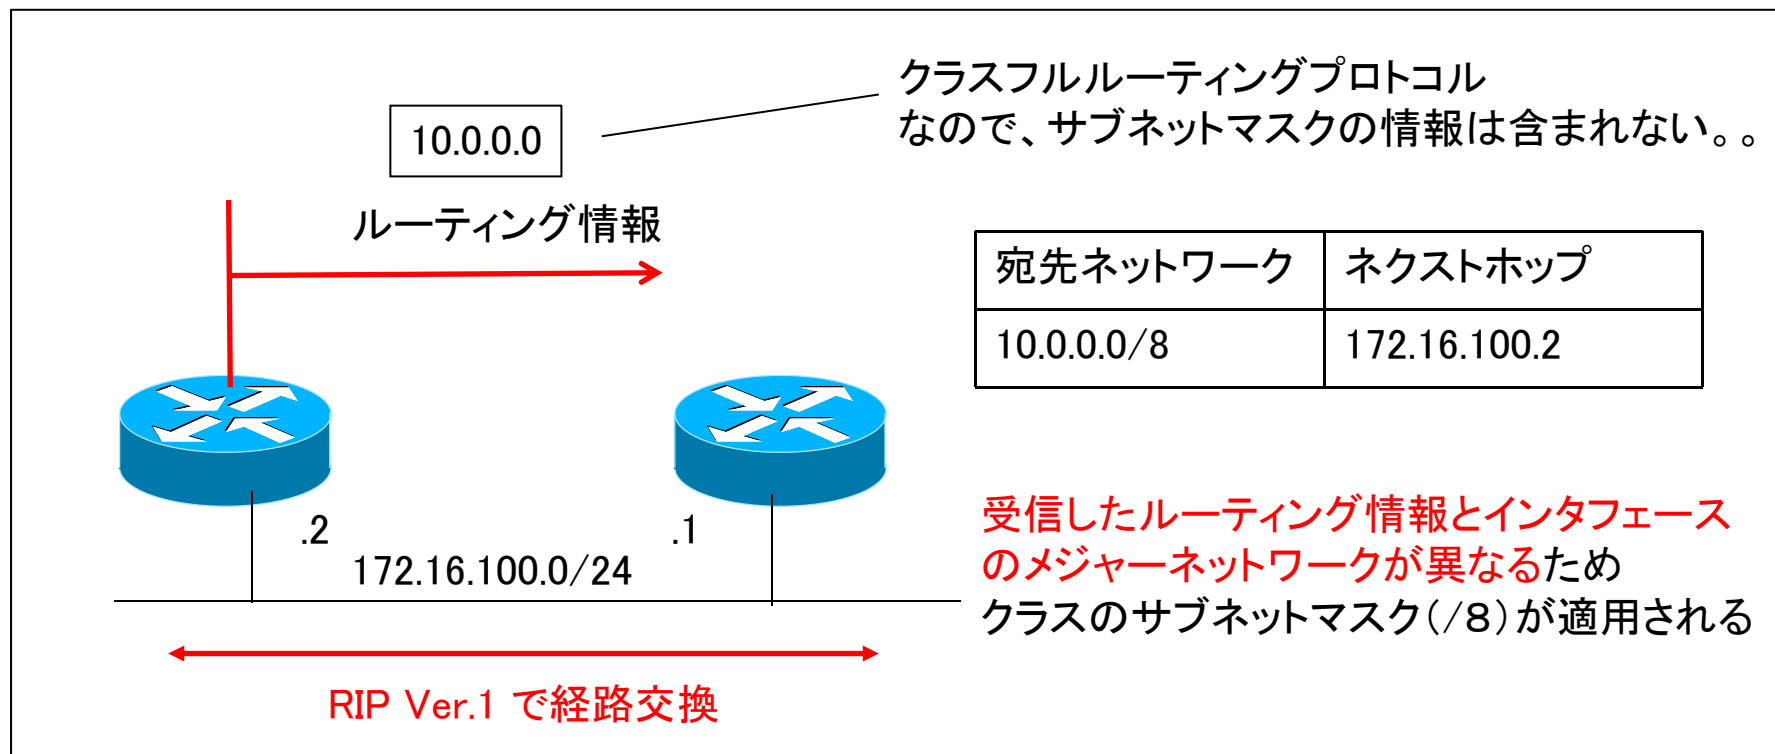 クラスフルルーティングプロトコル
なので、サブネットマスクの情報は含まれない。。
10.0.0.0
ルーティング情報
宛先ネットワーク ネクストホップ
10.0.0.0/8 172.16.100.2
.2 .1
172.16.100.0/24
受信したルーティング情報とインタフェース
のメジャーネットワークが異なるため
クラスのサブネットマスク(/8)が適用される
RIP Ver.1 で経路交換